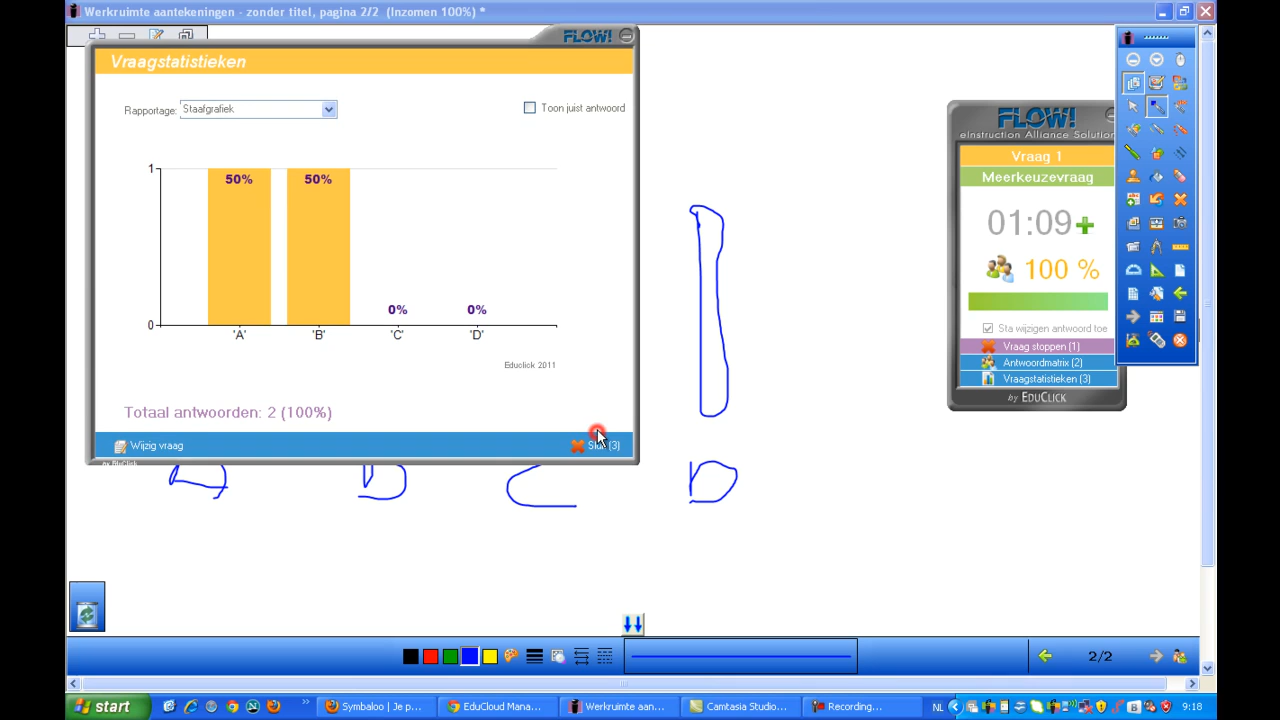 Werkruimte aantekeningen - zonder titel, pagina 2/2 (Inzomen 100%) *
FLOW!
Vraagstatistieken
Rapportage: Staafgrafiek
Toon juist antwoord
1
50% 50%
0% 0%
0
'A' 'B' 'C' 'D'
Educlick 2011
Totaal antwoorden: 2 (100%)
Wijzig vraag
(3)
by EduClick
A B C D
FLOW!
eInstruction Alliance Solution
Vraag 1
Meerkeuzevraag
01:09
100 %
Sta wijzigen antwoord toe
Vraag stoppen (1)
Antwoordmatrix (2)
Vraagstatistieken (3)
by EDUCLICK
2/2
start
Symbaloo | Je p...
EduCloud Mana...
Werkruimte aan...
Camtasia Studio...
Recording...
NL
9:18